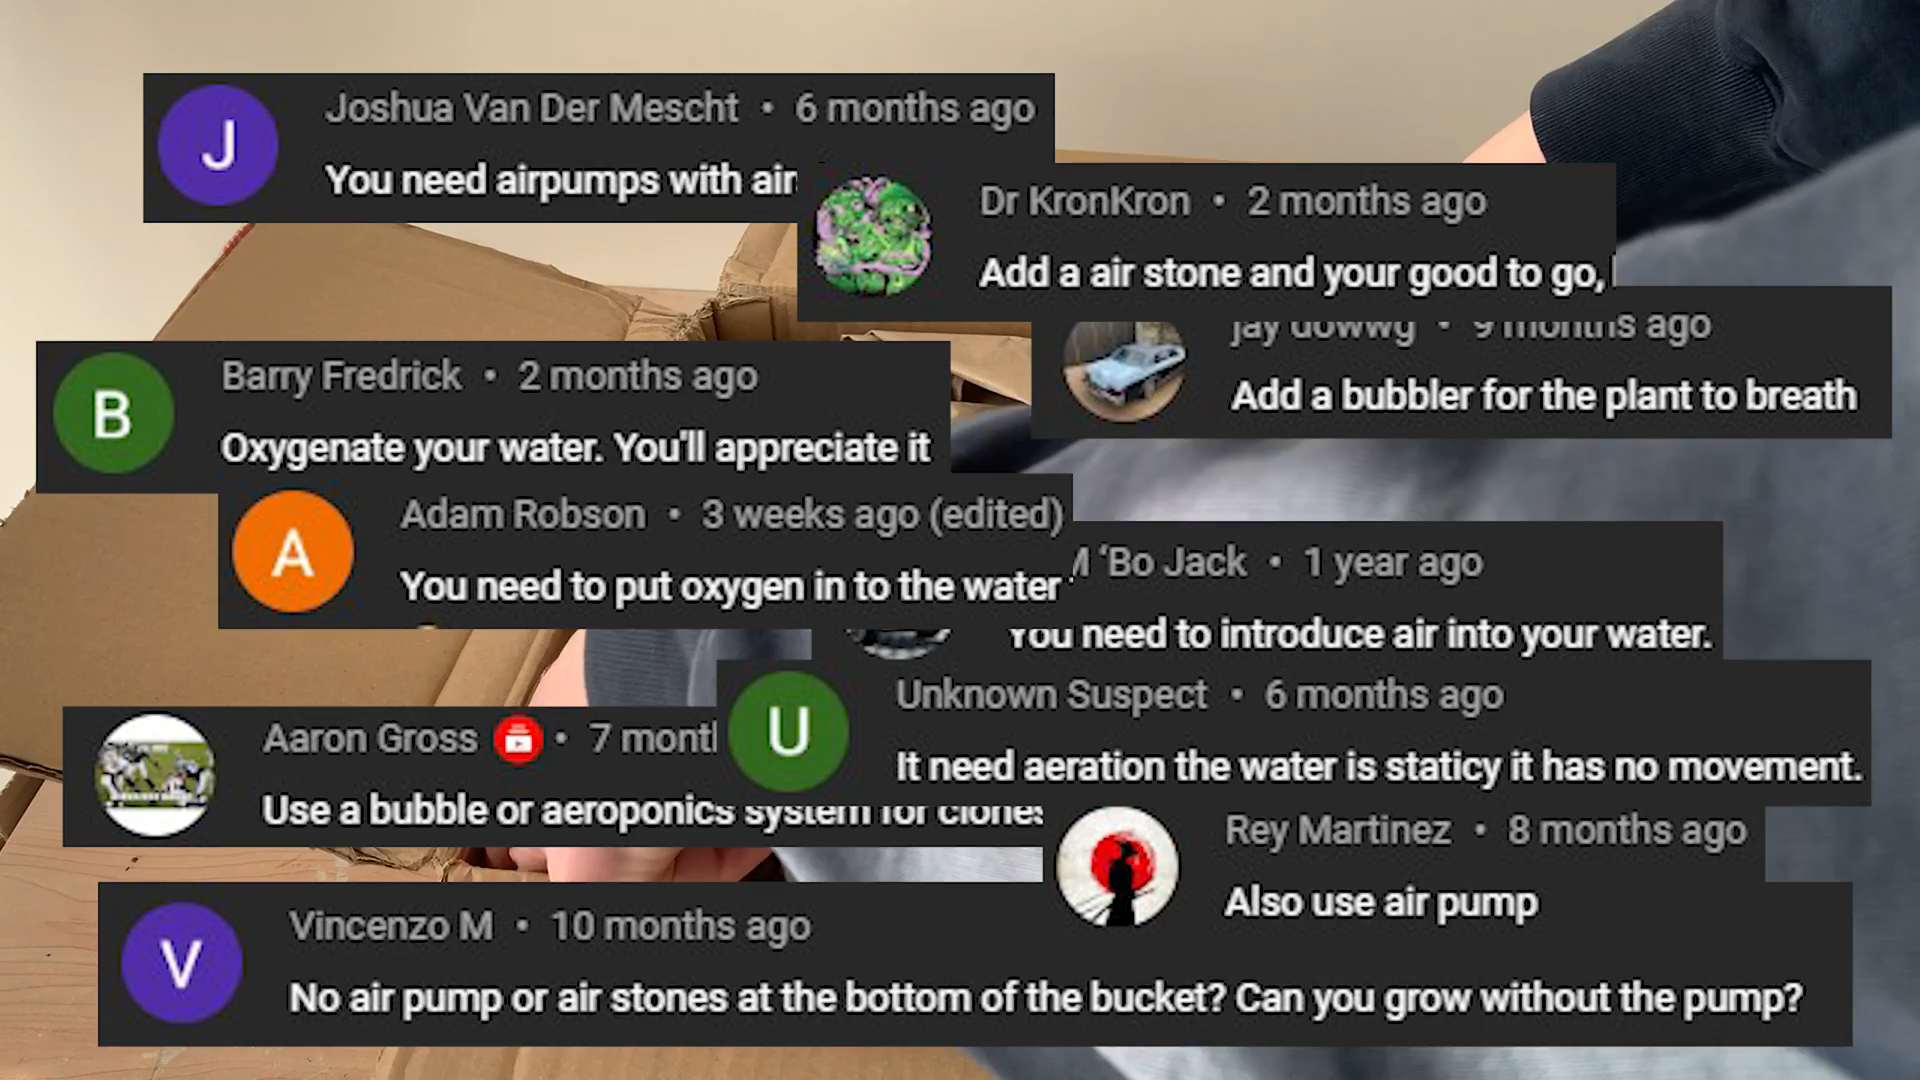 J
Joshua Van Der Mescht • 6 months ago
You need airpumps with air
Dr KronKron • 2 months ago
Add a air stone and your good to go,
jay dowwg • 9 months ago
Add a bubbler for the plant to breath
B
Barry Fredrick • 2 months ago
Oxygenate your water. You'll appreciate it
A
Adam Robson • 3 weeks ago (edited)
You need to put oxygen in to the water
'Bo Jack • 1 year ago
You need to introduce air into your water.
U
Unknown Suspect • 6 months ago
It need aeration the water is staticy it has no movement.
Aaron Gross • 7 month
Use a bubble or aeroponics system for clones
Rey Martinez • 8 months ago
Also use air pump
V
Vincenzo M • 10 months ago
No air pump or air stones at the bottom of the bucket? Can you grow without the pump?